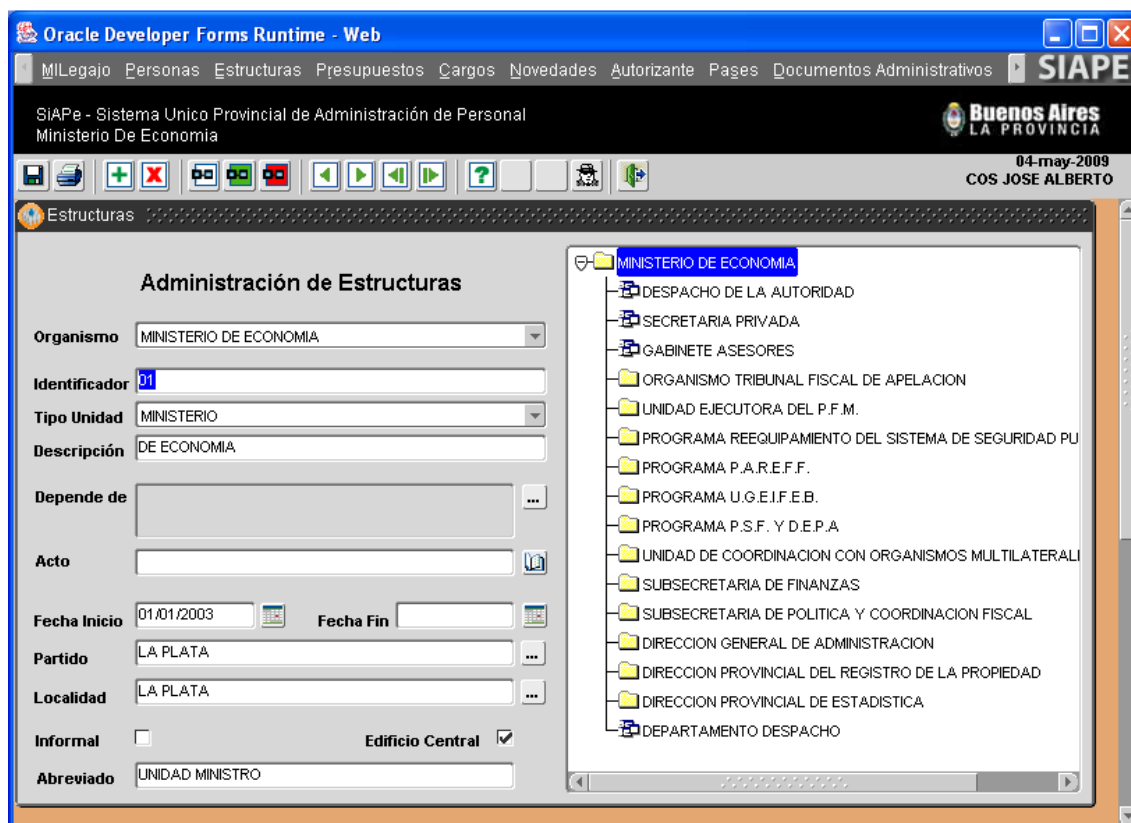 Oracle Developer Forms Runtime - Web
MILegajo Personas Estructuras Presupuestos Cargos Novedades Autorizante Pases Documentos Administrativos SIAPE
SiAPe - Sistema Unico Provincial de Administración de Personal
Ministerio De Economia
Buenos Aires
LA PROVINCIA
04-may-2009
COS JOSE ALBERTO
Estructuras
Administración de Estructuras
Organismo MINISTERIO DE ECONOMIA
Identificador 01
Tipo Unidad MINISTERIO
Descripción DE ECONOMIA
Depende de ...
Acto
Fecha Inicio 01/01/2003 Fecha Fin
Partido LA PLATA ...
Localidad LA PLATA ...
Informal Edificio Central
Abreviado UNIDAD MINISTRO
MINISTERIO DE ECONOMIA
DESPACHO DE LA AUTORIDAD
SECRETARIA PRIVADA
GABINETE ASESORES
ORGANISMO TRIBUNAL FISCAL DE APELACION
UNIDAD EJECUTORA DEL P.F.M.
PROGRAMA REEQUIPAMIENTO DEL SISTEMA DE SEGURIDAD PU
PROGRAMA P.A.R.E.F.F.
PROGRAMA U.G.E.I.F.E.B.
PROGRAMA P.S.F. Y D.E.P.A
UNIDAD DE COORDINACION CON ORGANISMOS MULTILATERALI
SUBSECRETARIA DE FINANZAS
SUBSECRETARIA DE POLITICA Y COORDINACION FISCAL
DIRECCION GENERAL DE ADMINISTRACION
DIRECCION PROVINCIAL DEL REGISTRO DE LA PROPIEDAD
DIRECCION PROVINCIAL DE ESTADISTICA
DEPARTAMENTO DESPACHO